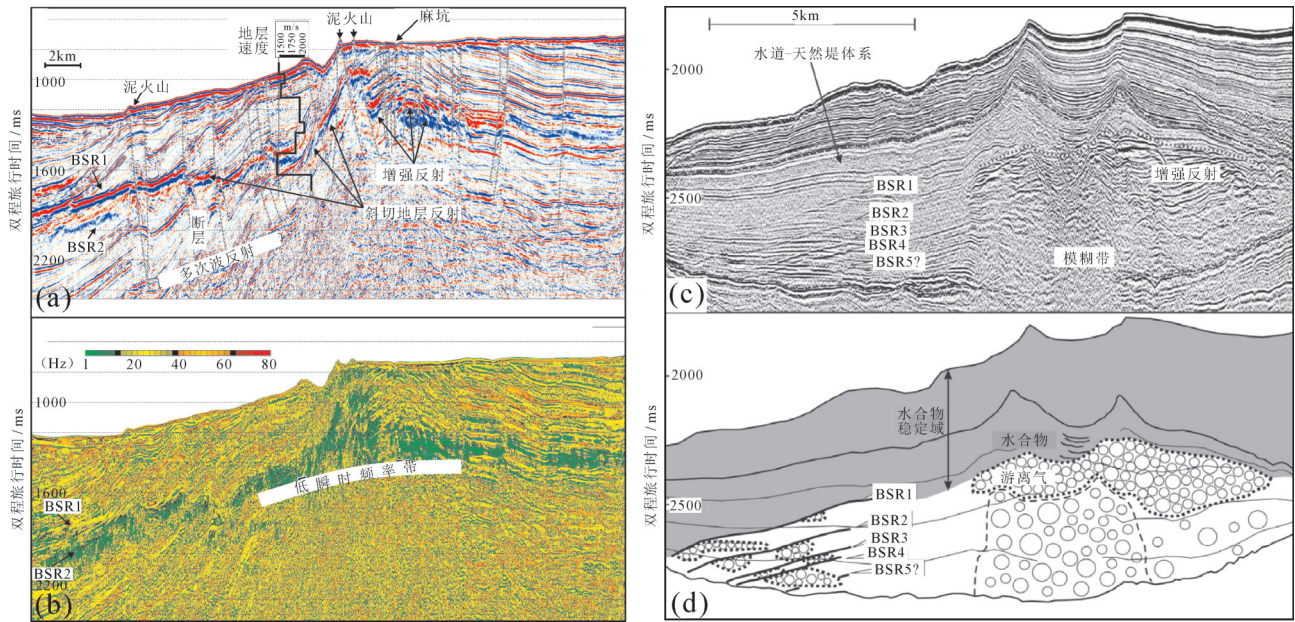 地层
速度
m/s
1500
1750
2000
泥火山
麻坑
2km
泥火山
1000
1600
2200
双程旅行时间/ms
BSR1
BSR2
断层
增强反射
斜切地层反射
多次波反射
(a)
(Hz)
1
20
40
60
80
1000
1600
2200
双程旅行时间/ms
低瞬时频率带
BSR1
BSR2
(b)
5km
水道-天然堤体系
2000
2500
双程旅行时间/ms
BSR1
BSR2
BSR3
BSR4
BSR5?
增强反射
模糊带
(c)
2000
2500
双程旅行时间/ms
水合物
稳定域
水合物
游离气
BSR1
BSR2
BSR3
BSR4
BSR5?
(d)